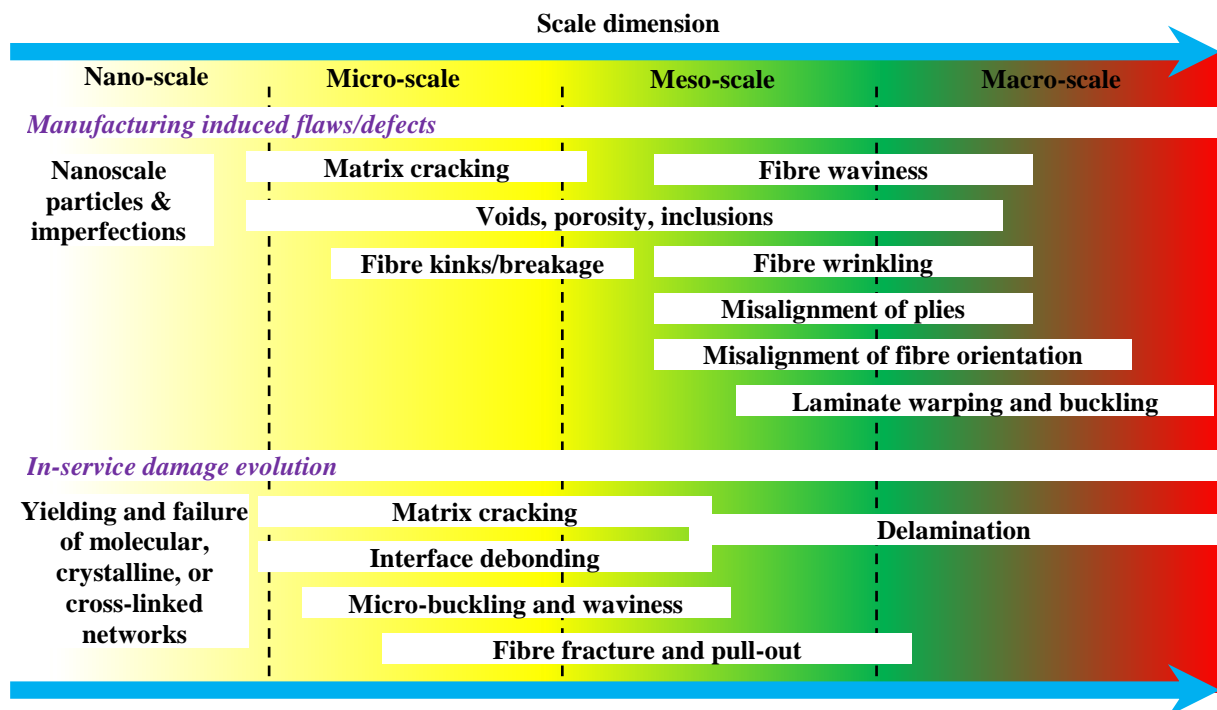 Scale dimension
Nano-scale
Micro-scale
Meso-scale
Macro-scale
Manufacturing induced flaws/defects
Nanoscale
particles &
imperfections
Matrix cracking
Fibre waviness
Voids, porosity, inclusions
Fibre kinks/breakage
Fibre wrinkling
Misalignment of plies
Misalignment of fibre orientation
Laminate warping and buckling
In-service damage evolution
Yielding and failure
of molecular,
crystalline, or
cross-linked
networks
Matrix cracking
Delamination
Interface debonding
Micro-buckling and waviness
Fibre fracture and pull-out